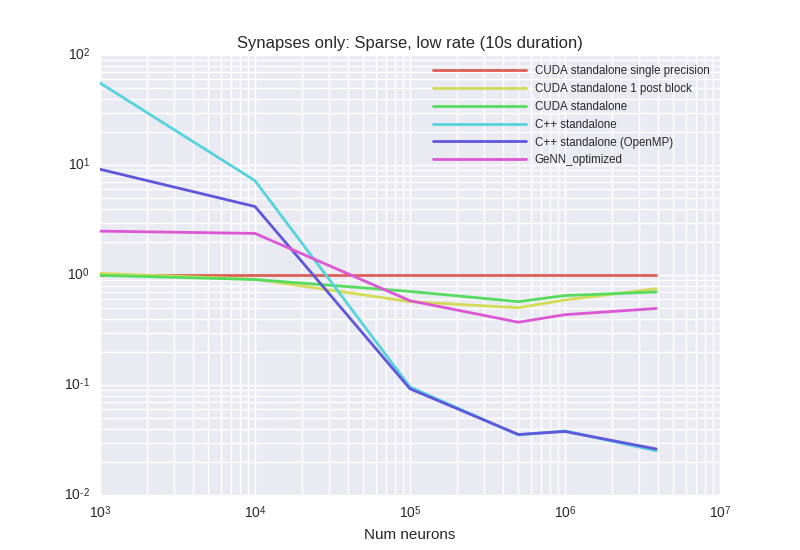 Synapses only: Sparse, low rate (10s duration)
10²
10¹
10⁰
10⁻¹
10⁻²
CUDA standalone single precision
CUDA standalone 1 post block
CUDA standalone
C++ standalone
C++ standalone (OpenMP)
GeNN_optimized
10³ 10⁴ 10⁵ 10⁶ 10⁷
Num neurons